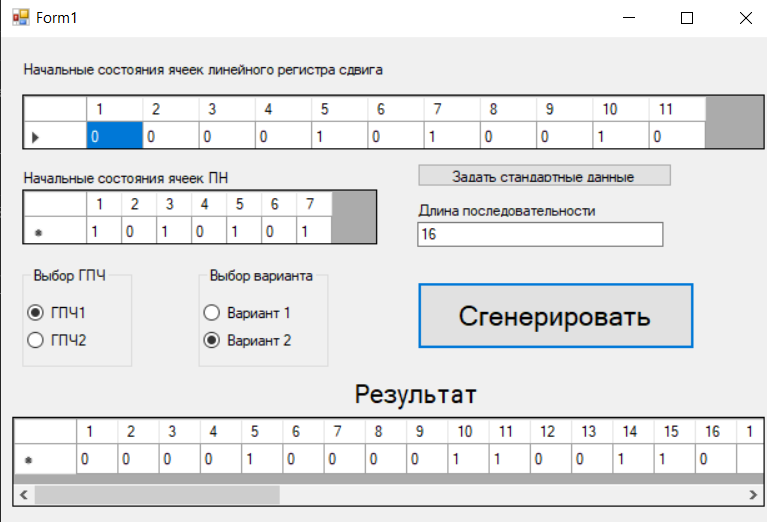 Form1
Начальные состояния ячеек линейного регистра сдвига
1 2 3 4 5 6 7 8 9 10 11
0 0 0 0 1 0 1 0 0 1 0
Начальные состояния ячеек ПН
1 2 3 4 5 6 7
1 0 1 0 1 0 1
Задать стандартные данные
Длина последовательности
16
Выбор ГПЧ
ГПЧ1
ГПЧ2
Выбор варианта
Вариант 1
Вариант 2
Сгенерировать
Результат
1 2 3 4 5 6 7 8 9 10 11 12 13 14 15 16 1
0 0 0 0 1 0 0 0 0 1 1 0 0 1 1 0